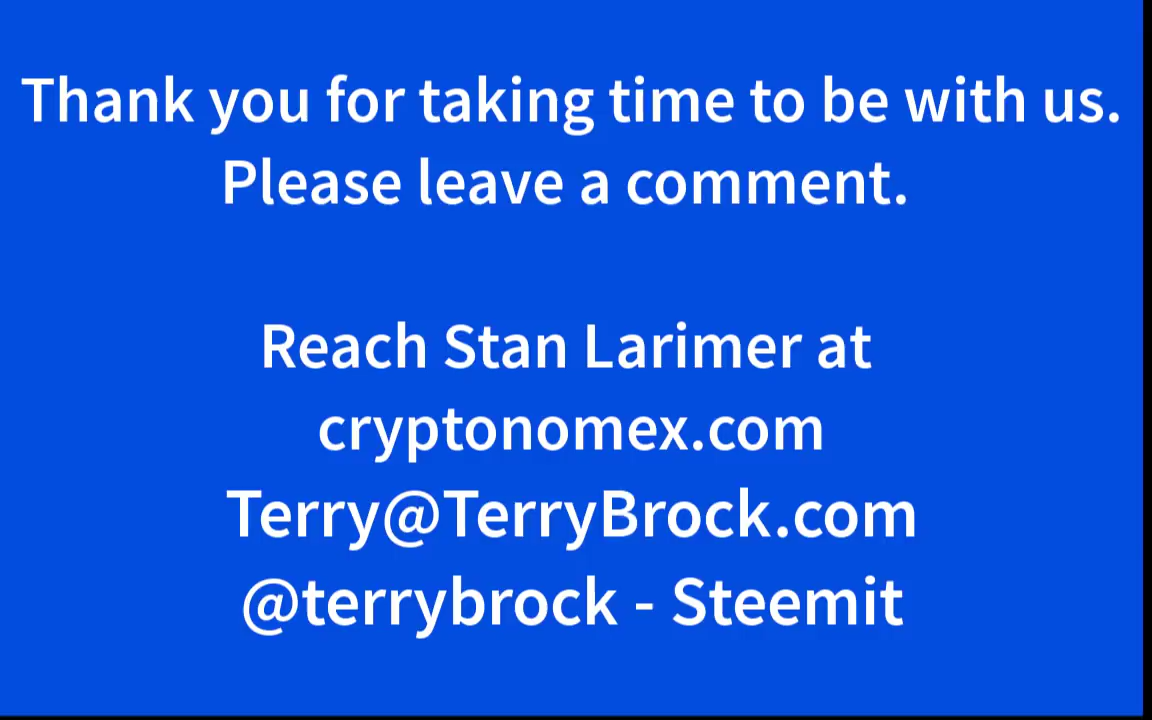 Thank you for taking time to be with us.
Please leave a comment.
Reach Stan Larimer at
cryptonomex.com
Terry@TerryBrock.com
@terrybrock - Steemit